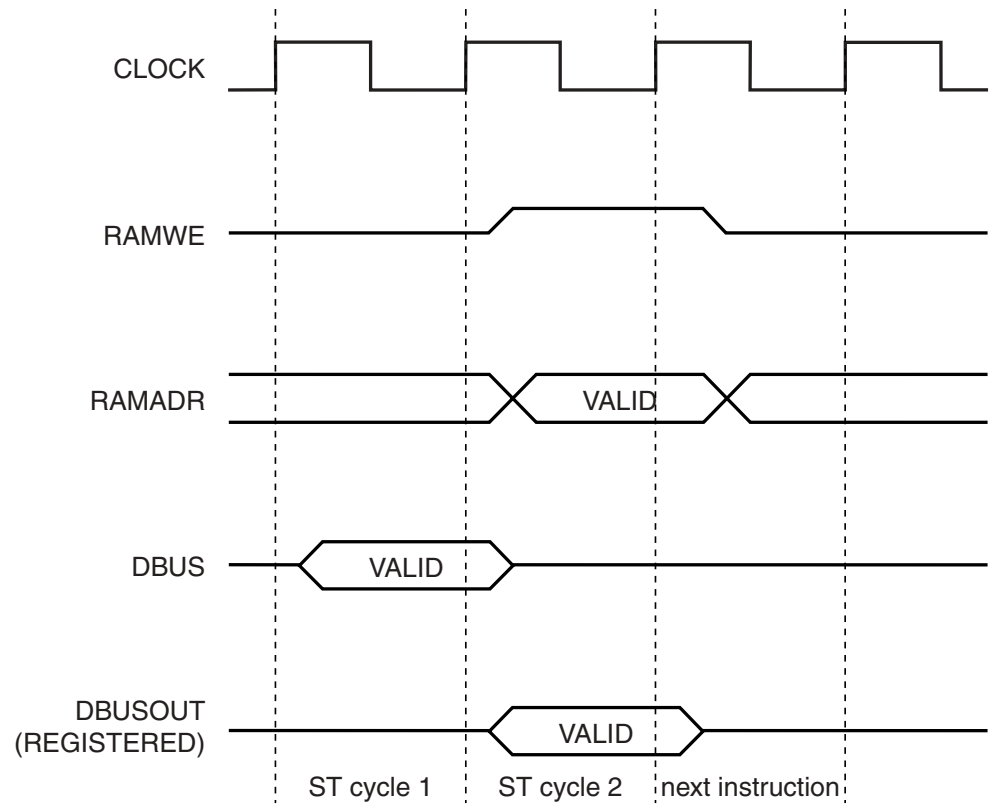 CLOCK
RAMWE
RAMADR
VALID
DBUS
VALID
DBUSOUT
(REGISTERED)
VALID
ST cycle 1
ST cycle 2
next instruction